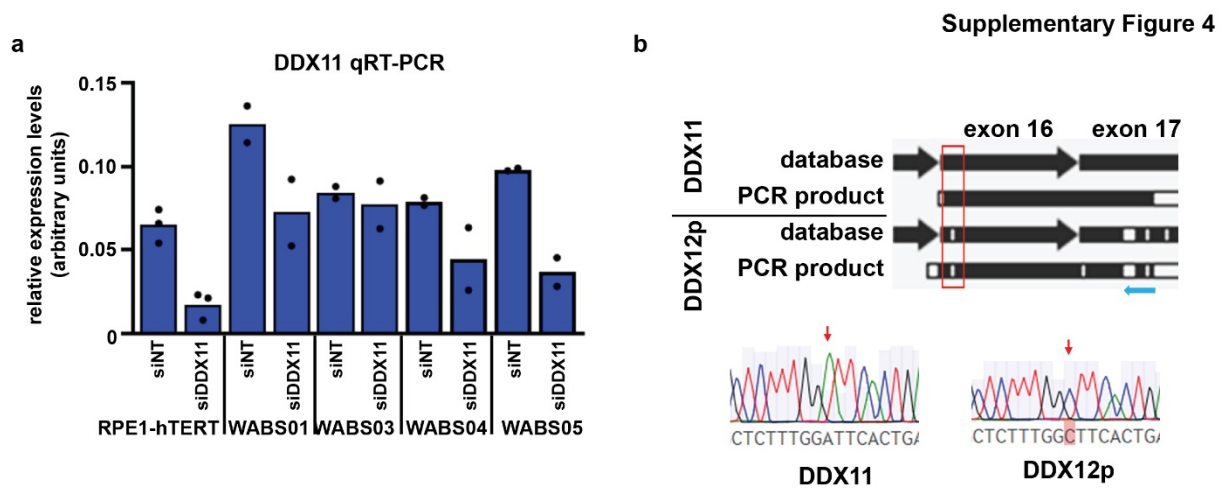 Supplementary Figure 4
a
DDX11 qRT-PCR
relative expression levels
(arbitrary units)
0.15
0.10
0.05
0
siNT
siDDX11
siNT
siDDX11
siNT
siDDX11
siNT
siDDX11
siNT
siDDX11
RPE1-hTERT
WABS01
WABS03
WABS04
WABS05
b
exon 16
exon 17
DDX11
database
PCR product
DDX12p
database
PCR product
CTCTTTGGATTCACTGA
DDX11
CTCTTTGGCTTCACTGA
DDX12p